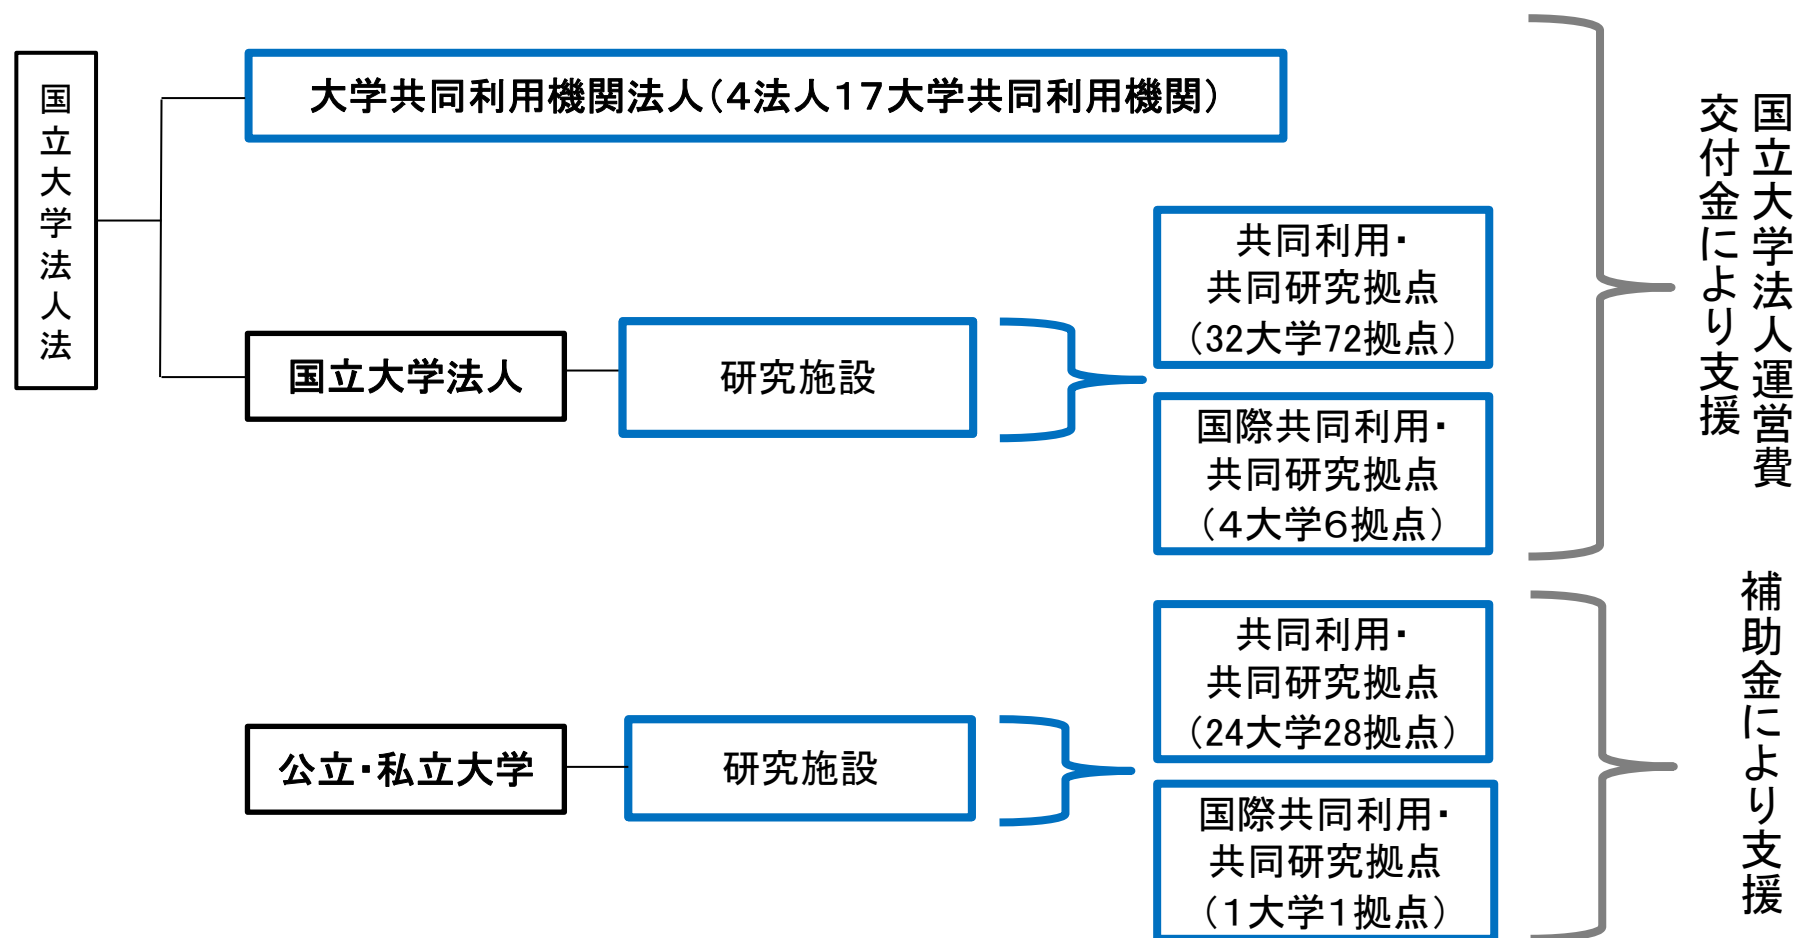 国立大学法人法
大学共同利用機関法人（4法人17大学共同利用機関）
国立大学法人
研究施設
共同利用・
共同研究拠点
（32大学72拠点）
国際共同利用・
共同研究拠点
（4大学6拠点）
国立大学法人運営費
交付金により支援
公立・私立大学
研究施設
共同利用・
共同研究拠点
（24大学28拠点）
国際共同利用・
共同研究拠点
（1大学1拠点）
補助金により支援